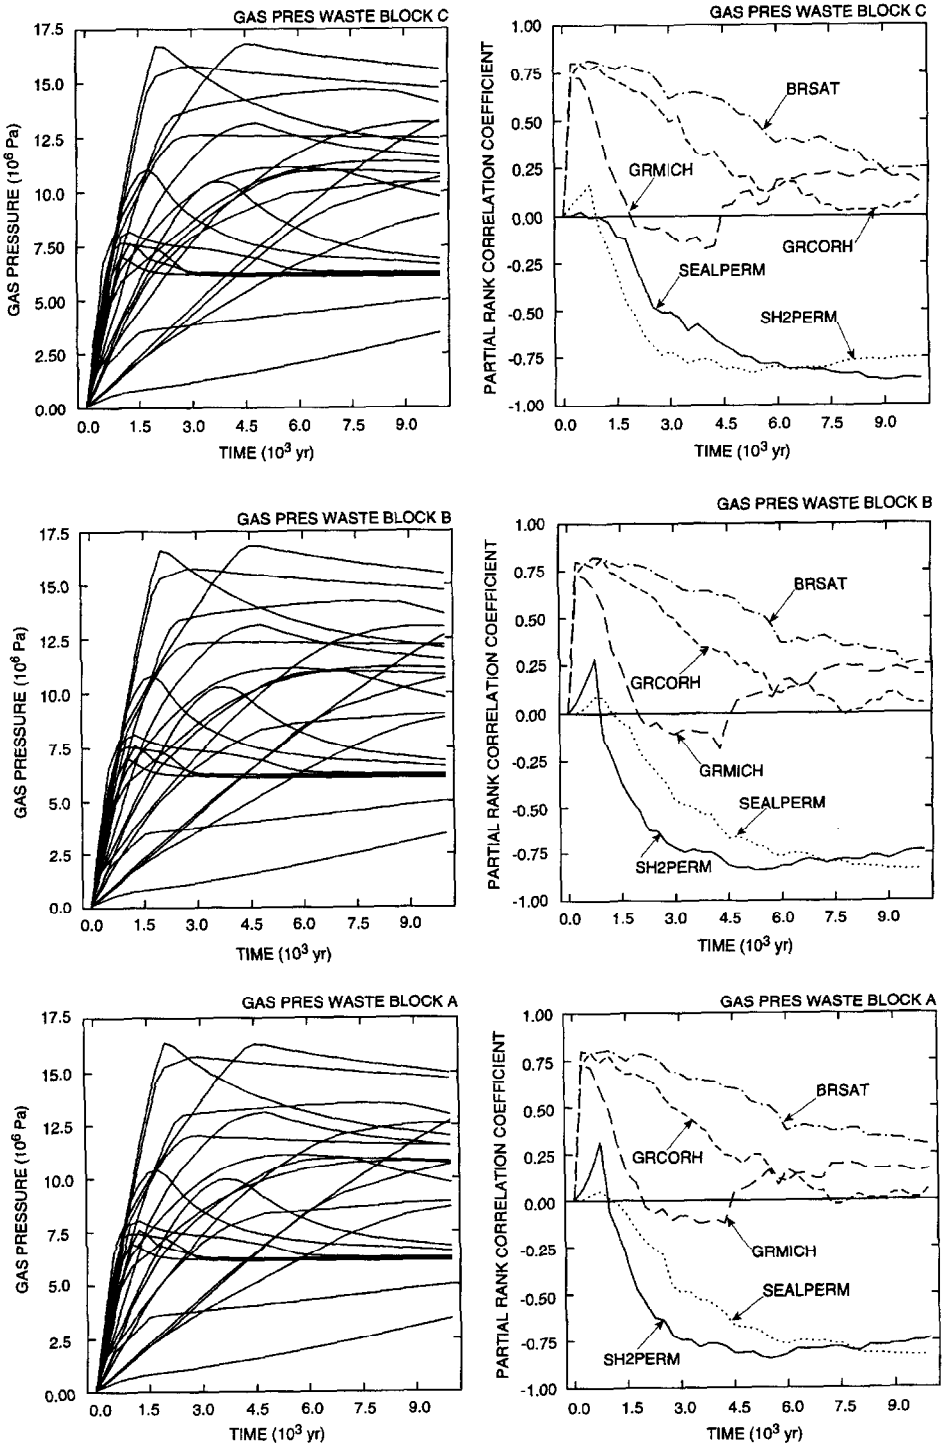 GAS PRES WASTE BLOCK C
17.5
15.0
12.5
10.0
7.50
5.00
2.50
0.00
GAS PRESSURE (10⁶ Pa)
0.0 1.5 3.0 4.5 6.0 7.5 9.0
TIME (10³ yr)
GAS PRES WASTE BLOCK C
1.00
0.75
0.50
0.25
0.00
-0.25
-0.50
-0.75
-1.00
PARTIAL RANK CORRELATION COEFFICIENT
BRSAT
GRMICH
GRCORH
SEALPERM
SH2PERM
0.0 1.5 3.0 4.5 6.0 7.5 9.0
TIME (10³ yr)
GAS PRES WASTE BLOCK B
17.5
15.0
12.5
10.0
7.5
5.0
2.5
0.0
GAS PRESSURE (10⁶ Pa)
0.0 1.5 3.0 4.5 6.0 7.5 9.0
TIME (10³ yr)
GAS PRES WASTE BLOCK B
1.00
0.75
0.50
0.25
0.00
-0.25
-0.50
-0.75
-1.00
PARTIAL RANK CORRELATION COEFFICIENT
BRSAT
GRCORH
GRMICH
SEALPERM
SH2PERM
0.0 1.5 3.0 4.5 6.0 7.5 9.0
TIME (10³ yr)
GAS PRES WASTE BLOCK A
17.5
15.0
12.5
10.0
7.5
5.0
2.5
0.00
GAS PRESSURE (10⁶ Pa)
0.0 1.5 3.0 4.5 6.0 7.5 9.0
TIME (10³ yr)
GAS PRES WASTE BLOCK A
1.00
0.75
0.50
0.25
0.00
-0.25
-0.50
-0.75
-1.00
PARTIAL RANK CORRELATION COEFFICIENT
BRSAT
GRCORH
GRMICH
SEALPERM
SH2PERM
0.0 1.5 3.0 4.5 6.0 7.5 9.0
TIME (10³ yr)